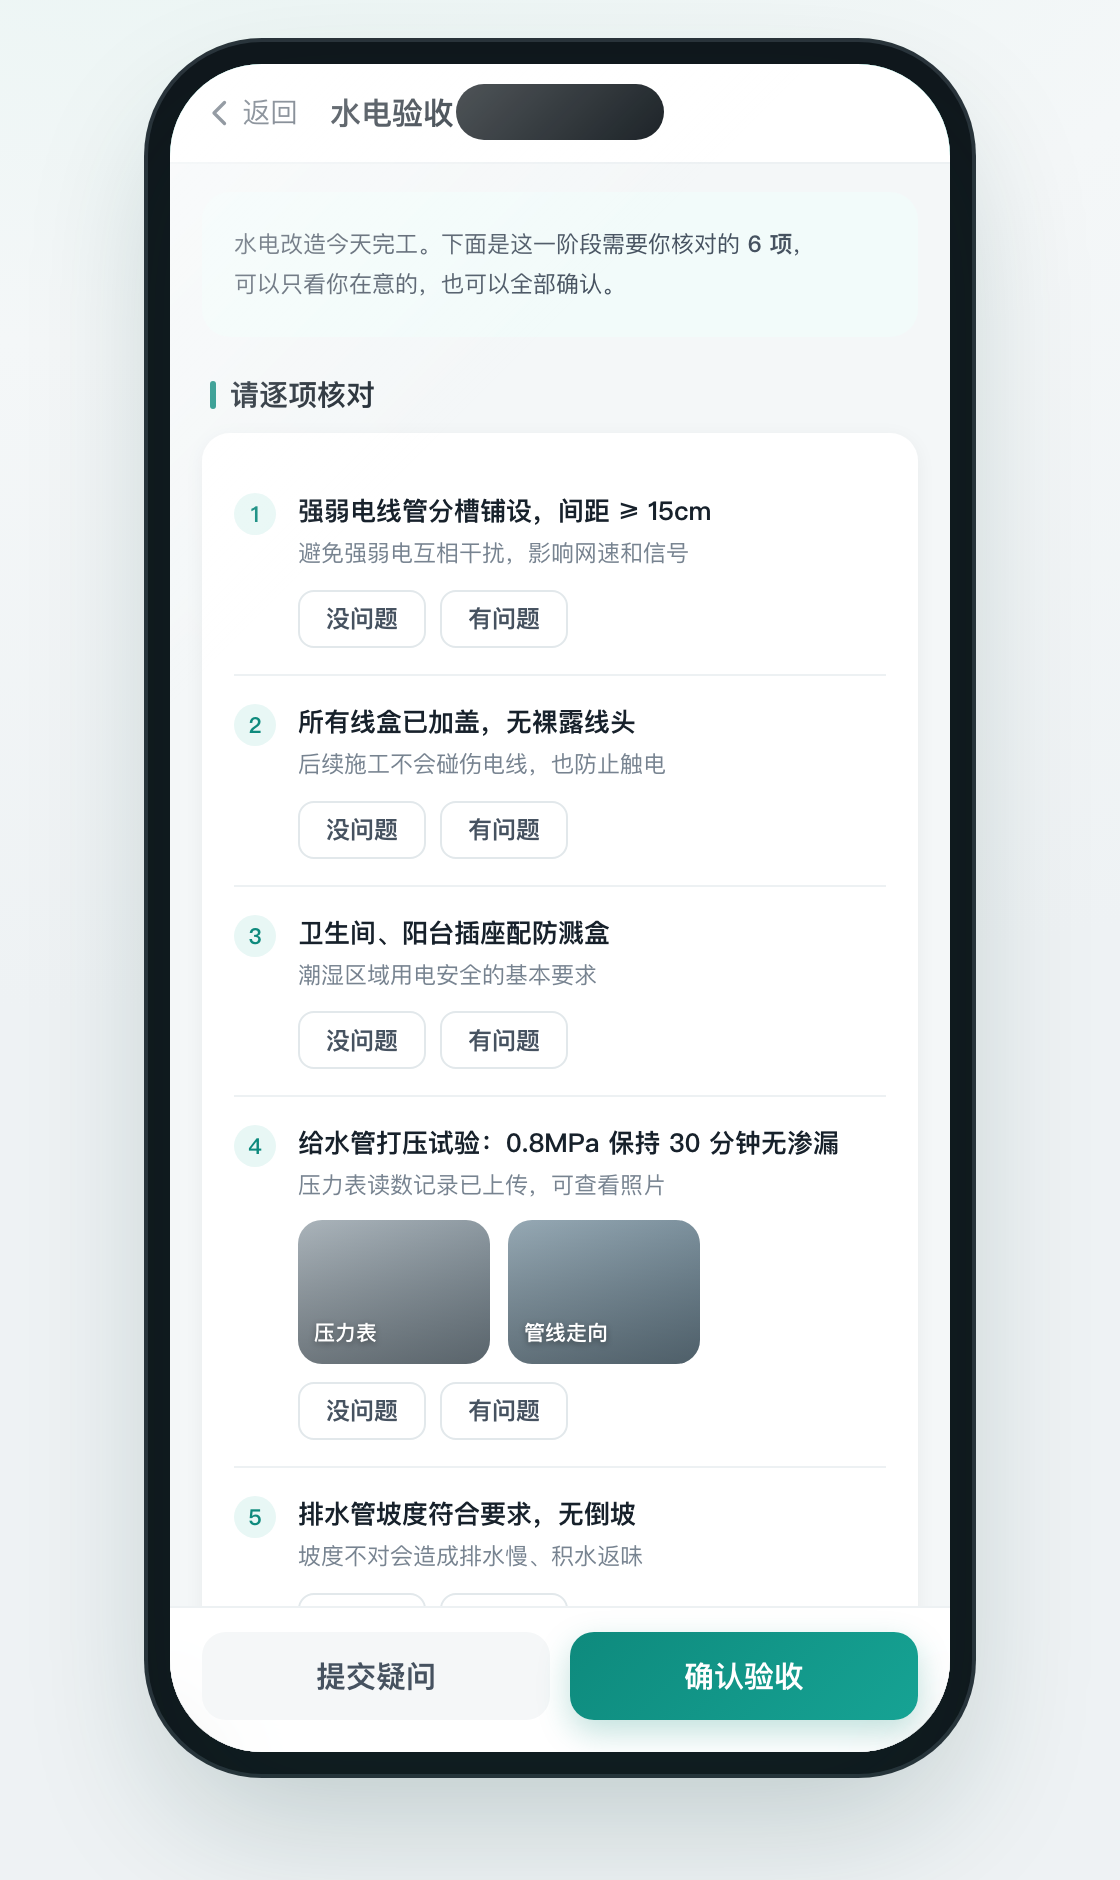 返回 水电验收
水电改造今天完工。下面是这一阶段需要你核对的 6 项，
可以只看你在意的，也可以全部确认。
请逐项核对
1 强弱电线管分槽铺设，间距 ≥ 15cm
避免强弱电互相干扰，影响网速和信号
没问题 有问题
2 所有线盒已加盖，无裸露线头
后续施工不会碰伤电线，也防止触电
没问题 有问题
3 卫生间、阳台插座配防溅盒
潮湿区域用电安全的基本要求
没问题 有问题
4 给水管打压试验：0.8MPa 保持 30 分钟无渗漏
压力表读数记录已上传，可查看照片
压力表 管线走向
没问题 有问题
5 排水管坡度符合要求，无倒坡
坡度不对会造成排水慢、积水返味
提交疑问 确认验收